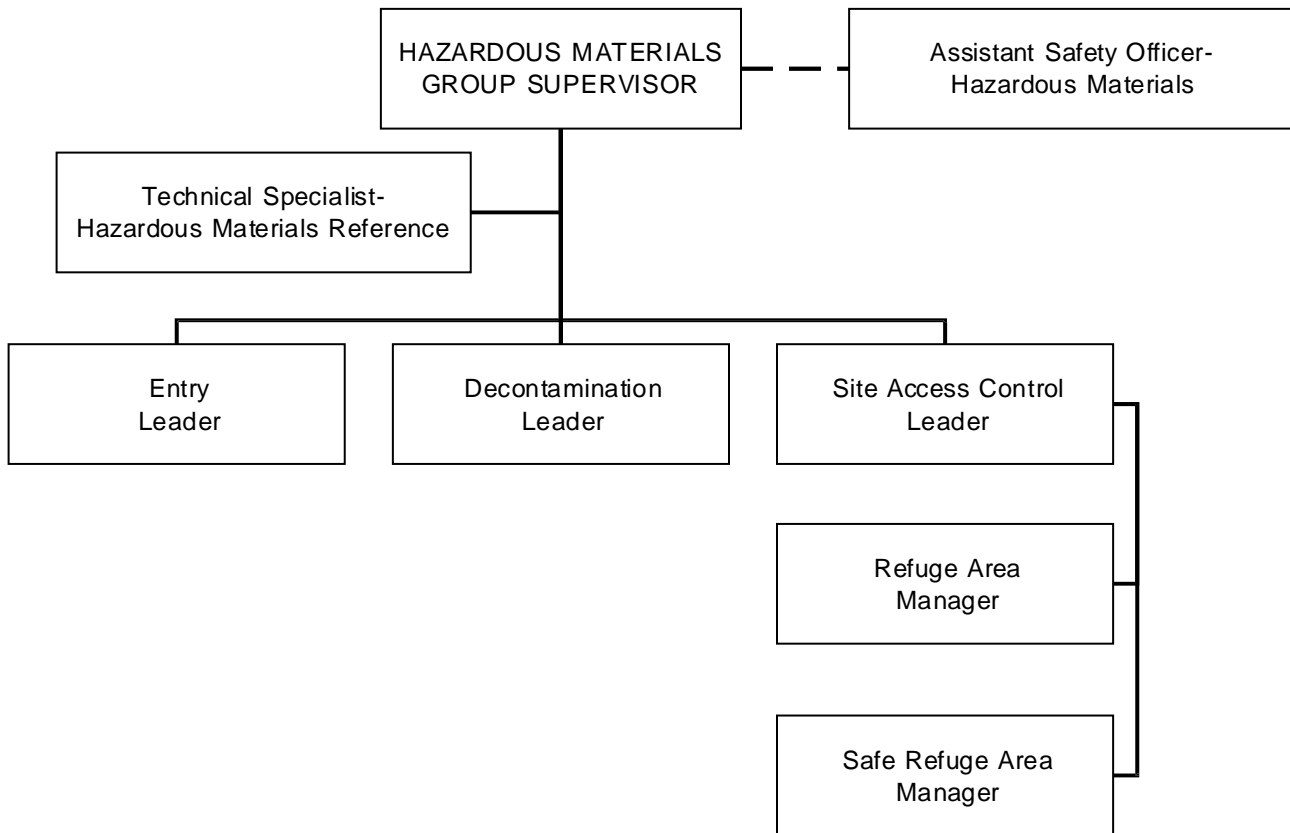 HAZARDOUS MATERIALS
GROUP SUPERVISOR
Assistant Safety Officer-
Hazardous Materials
Technical Specialist-
Hazardous Materials Reference
Entry
Leader
Decontamination
Leader
Site Access Control
Leader
Refuge Area
Manager
Safe Refuge Area
Manager